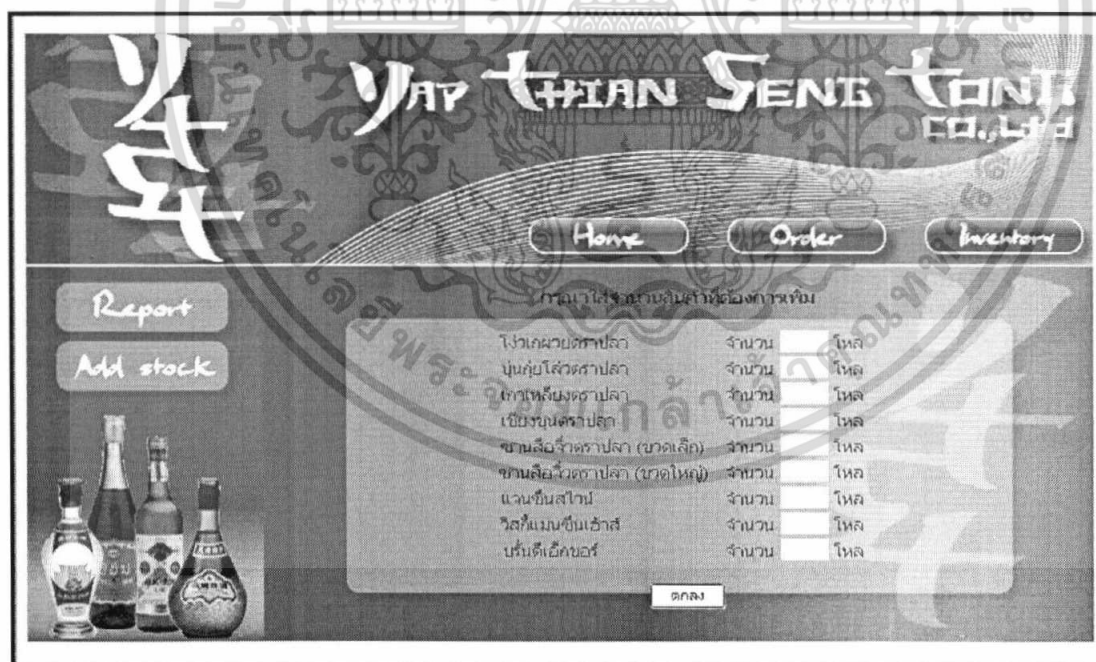 YAP THIAN SENG TONG
CO.,Ltd
Home Order Inventory
Report
Add stock
กรุณาใส่จำนวนสินค้าที่ต้องการเพิ่ม
โง่วเกผวยตราปลา จำนวน โหล
บุ่นกุ่ยโล่วตราปลา จำนวน โหล
เกาเหลียงตราปลา จำนวน โหล
เชียงชุนตราปลา จำนวน โหล
ซานลือจิ่วตราปลา (ขวดเล็ก) จำนวน โหล
ซานลือจิ่วตราปลา (ขวดใหญ่) จำนวน โหล
แวนชั่นสไวน์ จำนวน โหล
วิสกี้แมนชั่นเฮ้าส์ จำนวน โหล
บรั่นดีเอ็กบอร์ จำนวน โหล
ตกลง